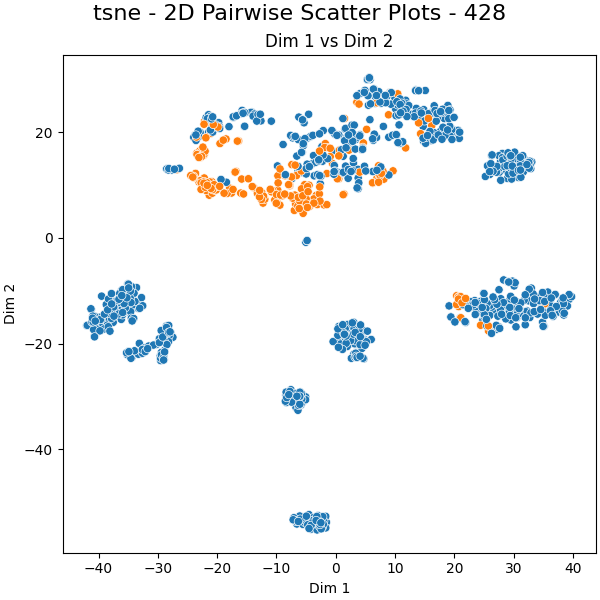 tsne - 2D Pairwise Scatter Plots - 428
Dim 1 vs Dim 2
20
0
−20
−40
Dim 2
−40 −30 −20 −10 0 10 20 30 40
Dim 1